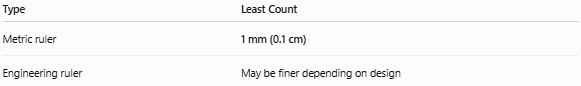 Type Least Count
Metric ruler 1 mm (0.1 cm)
Engineering ruler May be finer depending on design